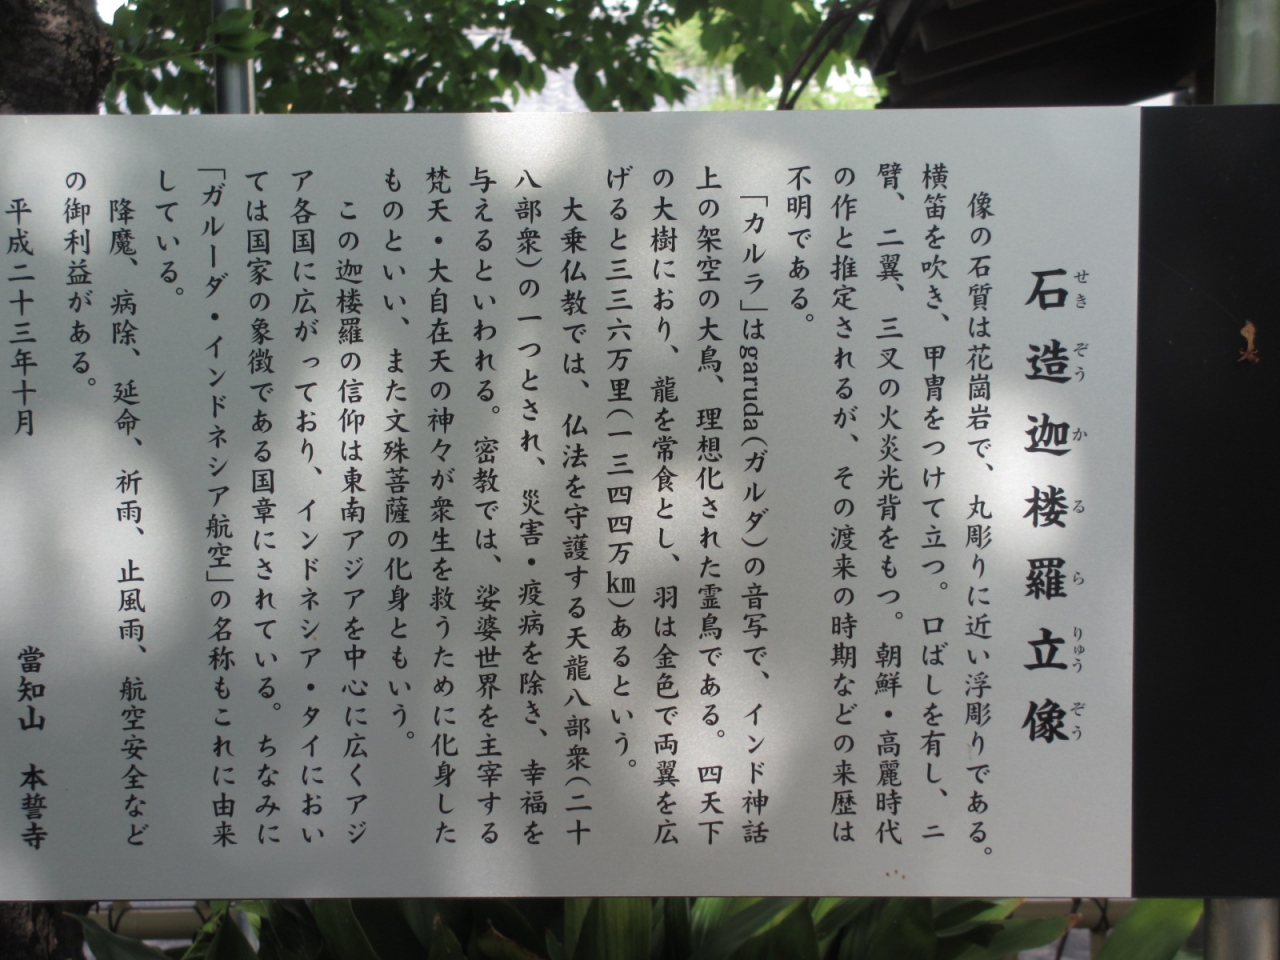 石造迦楼羅立像
せきぞうかるらりゅうぞう
像の石質は花崗岩で、丸彫りに近い浮彫りである。
横笛を吹き、甲冑をつけて立つ。口ばしを有し、二
臂、二翼、三叉の火炎光背をもつ。朝鮮・高麗時代
の作と推定されるが、その渡来の時期などの来歴は
不明である。
「カルラ」はgaruda(ガルダ)の音写で、インド神話
上の架空の大鳥、理想化された霊鳥である。四天下
の大樹におり、龍を常食とし、羽は金色で両翼を広
げると三三六万里(一三四四万km)あるという。
大乗仏教では、仏法を守護する天龍八部衆(二十
八部衆)の一つとされ、災害・疫病を除き、幸福を
与えるといわれる。密教では、娑婆世界を主宰する
梵天・大自在天の神々が衆生を救うために化身した
ものといい、また文殊菩薩の化身ともいう。
この迦楼羅の信仰は東南アジアを中心に広くアジ
ア各国に広がっており、インドネシア・タイにおい
ては国家の象徴である国章にされている。ちなみに
「ガルーダ・インドネシア航空」の名称もこれに由来
している。
降魔、病除、延命、祈雨、止風雨、航空安全など
の御利益がある。
平成二十三年十月
當知山 本誓寺